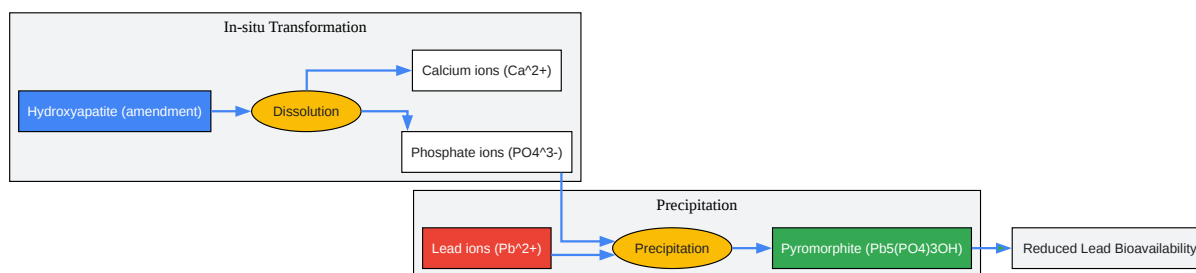 In-situ Transformation
Calcium ions (Ca^2+)
Hydroxyapatite (amendment)
Dissolution
Phosphate ions (PO4^3-)
Precipitation
Lead ions (Pb^2+)
Precipitation
Pyromorphite (Pb5(PO4)3OH)
Reduced Lead Bioavailability